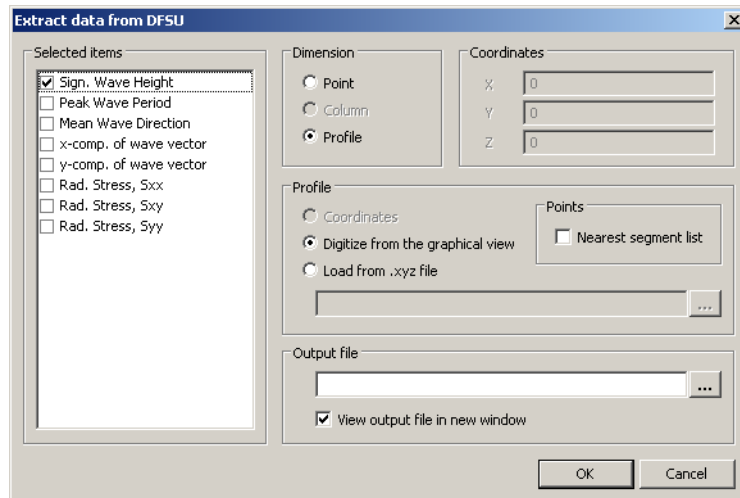 Extract data from DFSU
Selected items
Sign. Wave Height
Peak Wave Period
Mean Wave Direction
x-comp. of wave vector
y-comp. of wave vector
Rad. Stress, Sxx
Rad. Stress, Sxy
Rad. Stress, Syy
Dimension
Point
Column
Profile
Coordinates
X 0
Y 0
Z 0
Profile
Coordinates
Digitize from the graphical view
Load from .xyz file
...
Points
Nearest segment list
Output file
...
View output file in new window
OK
Cancel